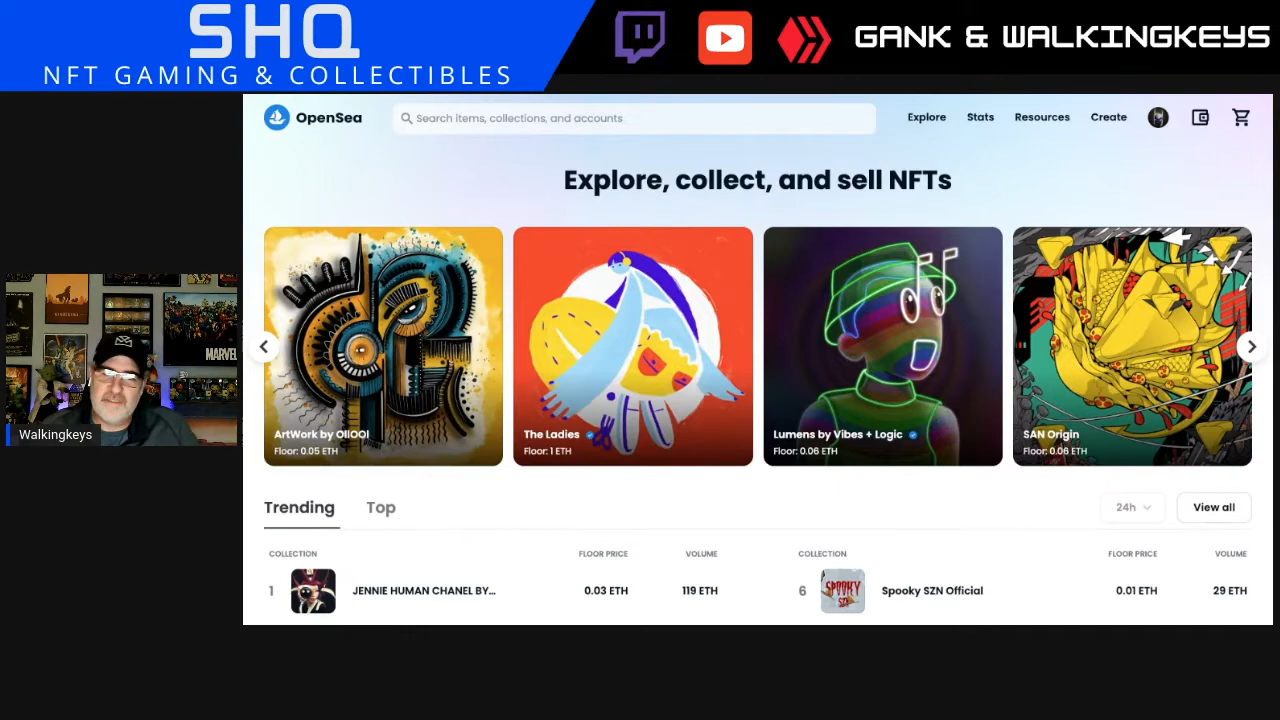 SHQ
NFT GAMING & COLLECTIBLES
GANK & WALKINGKEYS
OpenSea
Search items, collections, and accounts
Explore
Stats
Resources
Create
Explore, collect, and sell NFTs
ArtWork by OllOOl
Floor: 0.05 ETH
The Ladies
Floor: 1 ETH
Lumens by Vibes + Logic
Floor: 0.06 ETH
SAN Origin
Floor: 0.06 ETH
MARVEL
Walkingkeys
Trending
Top
24h
View all
COLLECTION
FLOOR PRICE
VOLUME
COLLECTION
FLOOR PRICE
VOLUME
1
JENNIE HUMAN CHANEL BY...
0.03 ETH
119 ETH
6
SPOOKY
Spooky SZN Official
0.01 ETH
29 ETH